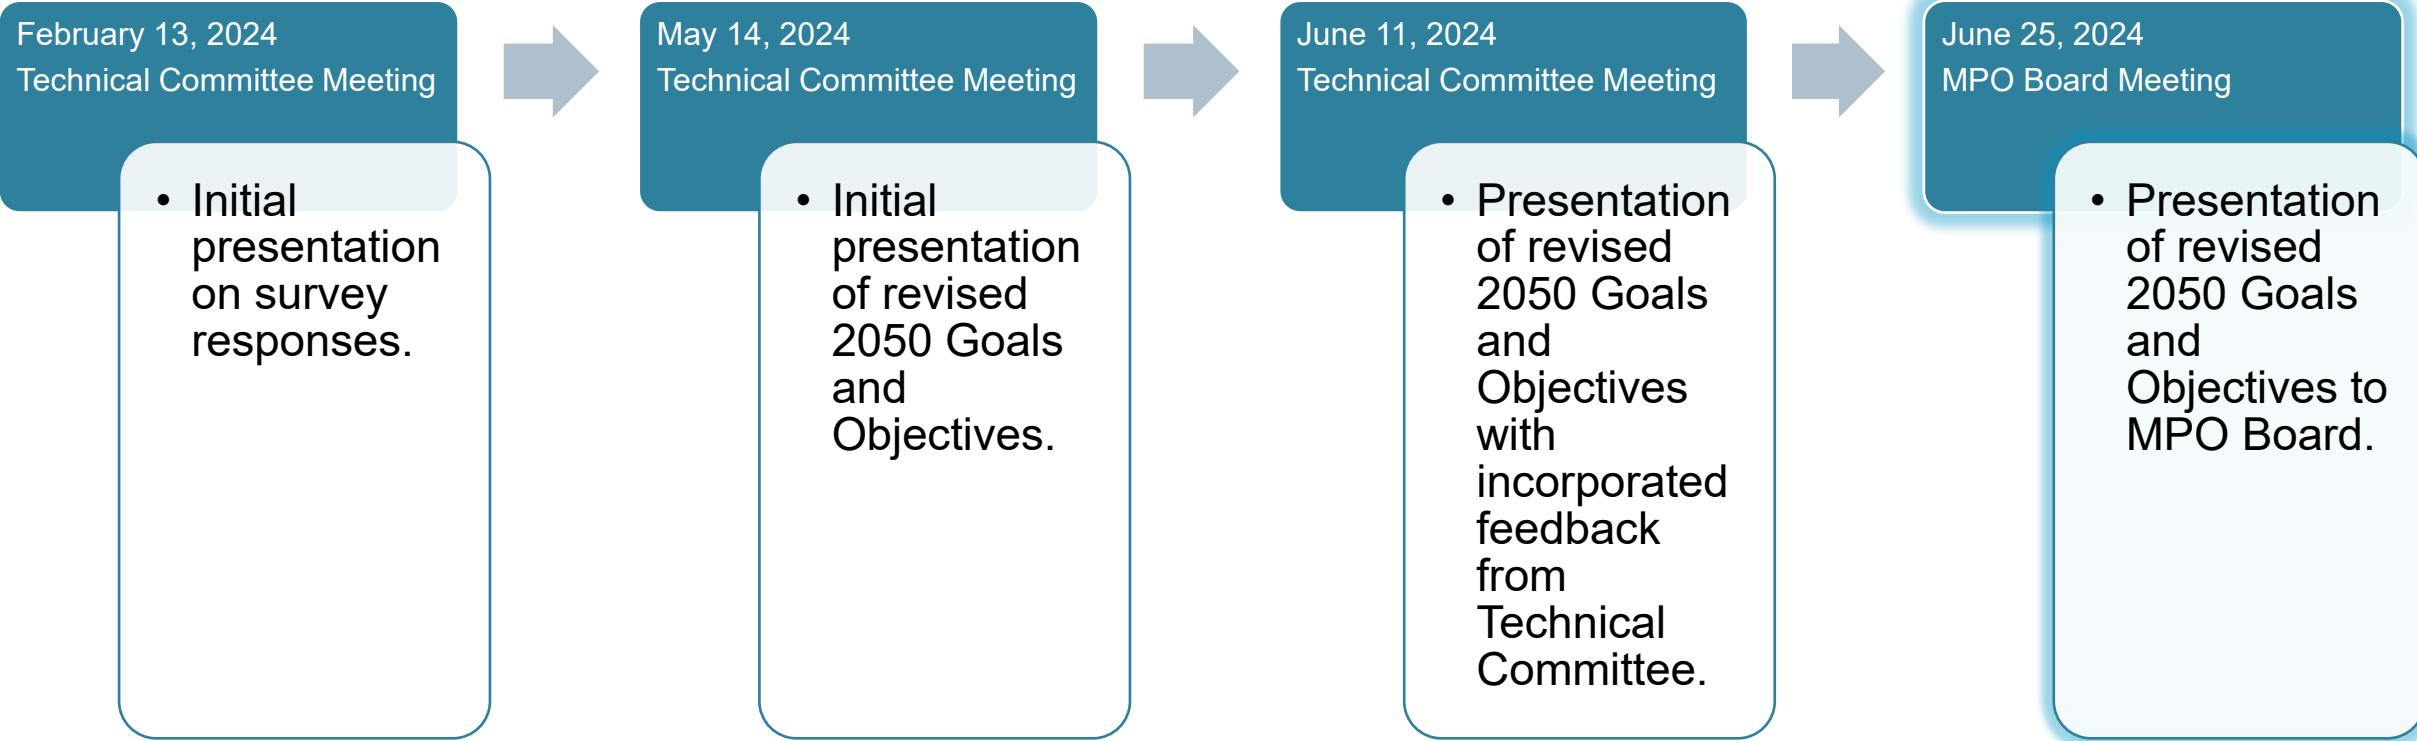 February 13, 2024
Technical Committee Meeting
• Initial
presentation
on survey
responses.
May 14, 2024
Technical Committee Meeting
• Initial
presentation
of revised
2050 Goals
and
Objectives.
June 11, 2024
Technical Committee Meeting
• Presentation
of revised
2050 Goals
and
Objectives
with
incorporated
feedback
from
Technical
Committee.
June 25, 2024
MPO Board Meeting
• Presentation
of revised
2050 Goals
and
Objectives to
MPO Board.